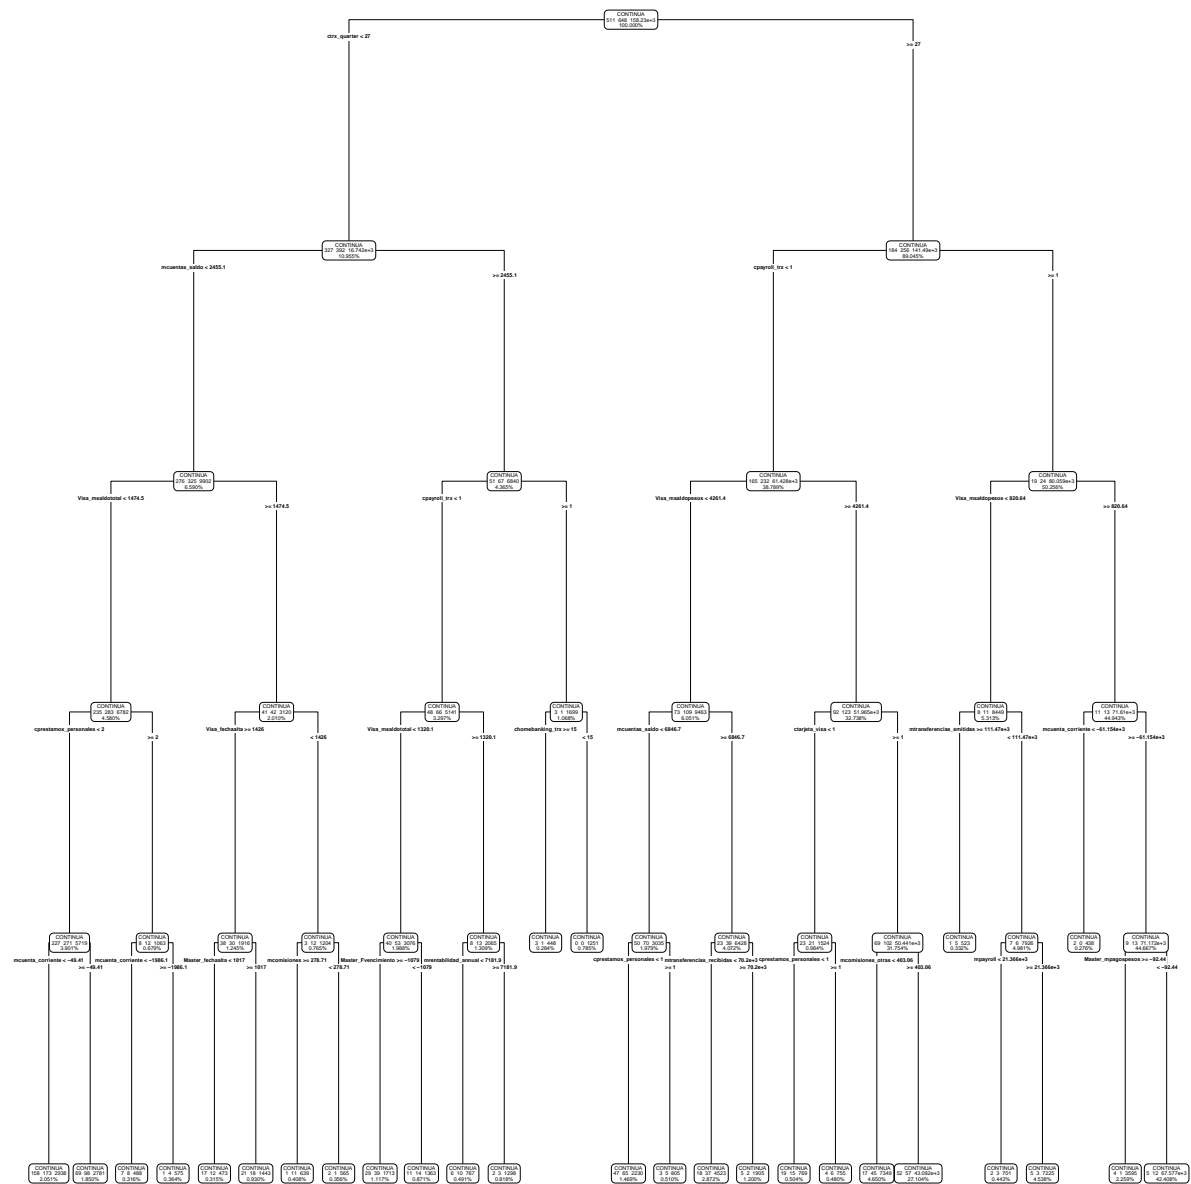 CONTINUA
511 648 158.23e+3
100.000%
ctrx_quarter < 27
>= 27
CONTINUA
327 392 16.742e+3
10.955%
CONTINUA
184 256 141.49e+3
89.045%
mcuentas_saldo < 2455.1
>= 2455.1
cpayroll_trx < 1
>= 1
CONTINUA
276 325 9902
6.590%
CONTINUA
51 67 6840
4.365%
CONTINUA
165 232 61.428e+3
38.789%
CONTINUA
19 24 80.059e+3
50.256%
Visa_msaldototal < 1474.5
>= 1474.5
cpayroll_trx < 1
>= 1
Visa_msaldopesos < 4261.4
>= 4261.4
Visa_msaldopesos < 820.64
>= 820.64
CONTINUA
235 283 6782
4.580%
CONTINUA
41 42 3120
2.010%
CONTINUA
48 66 5141
3.297%
CONTINUA
3 1 1699
1.068%
CONTINUA
73 109 9463
6.051%
CONTINUA
92 123 51.965e+3
32.738%
CONTINUA
8 11 8449
5.313%
CONTINUA
11 13 71.61e+3
44.943%
cprestamos_personales < 2
>= 2
Visa_fechaalta >= 1426
< 1426
Visa_msaldototal < 1320.1
>= 1320.1
chomebanking_trx >= 15
< 15
mcuentas_saldo < 6846.7
>= 6846.7
ctarjeta_visa < 1
>= 1
mtransferencias_emitidas >= 111.47e+3
< 111.47e+3
mcuenta_corriente < −61.154e+3
>= −61.154e+3
CONTINUA
227 271 5719
3.901%
CONTINUA
8 12 1063
0.679%
CONTINUA
38 30 1916
1.245%
CONTINUA
3 12 1204
0.765%
CONTINUA
40 53 3076
1.988%
CONTINUA
8 13 2065
1.309%
CONTINUA
3 1 448
0.284%
CONTINUA
0 0 1251
0.785%
CONTINUA
50 70 3035
1.979%
CONTINUA
23 39 6428
4.072%
CONTINUA
23 21 1524
0.984%
CONTINUA
69 102 50.441e+3
31.754%
CONTINUA
1 5 523
0.332%
CONTINUA
7 6 7926
4.981%
CONTINUA
2 0 438
0.276%
CONTINUA
9 13 71.172e+3
44.667%
mcuenta_corriente < −49.41
>= −49.41
mcuenta_corriente < −1986.1
>= −1986.1
Master_fechaalta < 1017
>= 1017
mcomisiones >= 278.71
< 278.71
Master_Fvencimiento >= −1079
< −1079
mrentabilidad_annual < 7181.9
>= 7181.9
cprestamos_personales < 1
>= 1
mtransferencias_recibidas < 70.2e+3
>= 70.2e+3
cprestamos_personales < 1
>= 1
mcomisiones_otras < 403.06
>= 403.06
mpayroll < 21.366e+3
>= 21.366e+3
Master_mpagospesos >= −92.44
< −92.44
CONTINUA
158 173 2938
2.051%
CONTINUA
69 98 2781
1.850%
CONTINUA
7 8 488
0.316%
CONTINUA
1 4 575
0.364%
CONTINUA
17 12 473
0.315%
CONTINUA
21 18 1443
0.930%
CONTINUA
1 11 639
0.408%
CONTINUA
2 1 565
0.356%
CONTINUA
29 39 1713
1.117%
CONTINUA
11 14 1363
0.871%
CONTINUA
6 10 767
0.491%
CONTINUA
2 3 1298
0.818%
CONTINUA
47 65 2230
1.469%
CONTINUA
3 5 805
0.510%
CONTINUA
18 37 4523
2.872%
CONTINUA
5 2 1905
1.200%
CONTINUA
19 15 769
0.504%
CONTINUA
4 6 755
0.480%
CONTINUA
17 45 7349
4.650%
CONTINUA
52 57 43.092e+3
27.104%
CONTINUA
2 3 701
0.443%
CONTINUA
5 3 7225
4.538%
CONTINUA
4 1 3595
2.259%
CONTINUA
5 12 67.577e+3
42.408%